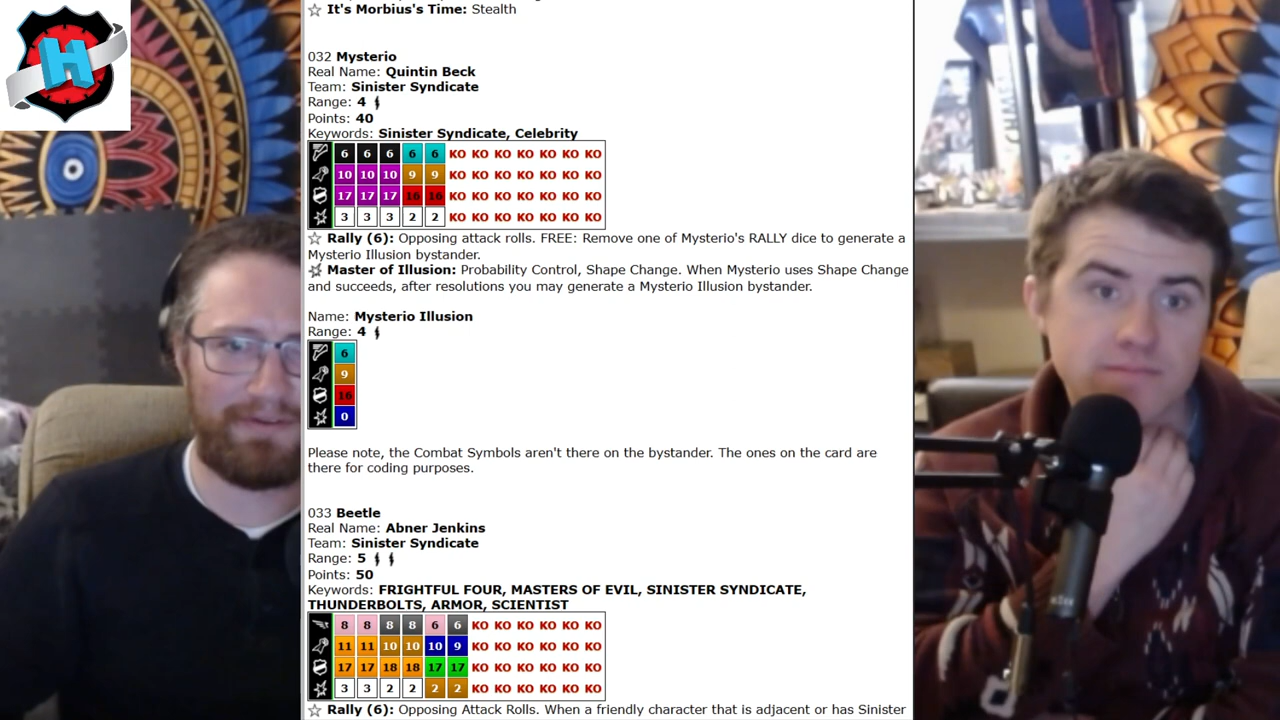 H
☆ It's Morbius's Time: Stealth
032 Mysterio
Real Name: Quintin Beck
Team: Sinister Syndicate
Range: 4
Points: 40
Keywords: Sinister Syndicate, Celebrity
6 6 6 6 6 KO KO KO KO KO KO KO
10 10 10 9 9 KO KO KO KO KO KO KO
17 17 17 16 16 KO KO KO KO KO KO KO
3 3 3 2 2 KO KO KO KO KO KO KO
☆ Rally (6): Opposing attack rolls. FREE: Remove one of Mysterio's RALLY dice to generate a
Mysterio Illusion bystander.
Master of Illusion: Probability Control, Shape Change. When Mysterio uses Shape Change
and succeeds, after resolutions you may generate a Mysterio Illusion bystander.
Name: Mysterio Illusion
Range: 4
6
9
16
0
Please note, the Combat Symbols aren't there on the bystander. The ones on the card are
there for coding purposes.
033 Beetle
Real Name: Abner Jenkins
Team: Sinister Syndicate
Range: 5
Points: 50
Keywords: FRIGHTFUL FOUR, MASTERS OF EVIL, SINISTER SYNDICATE,
THUNDERBOLTS, ARMOR, SCIENTIST
8 8 8 8 6 6 KO KO KO KO KO KO
11 11 10 10 10 9 KO KO KO KO KO KO
17 17 18 18 17 17 KO KO KO KO KO KO
3 3 2 2 2 2 KO KO KO KO KO KO
☆ Rally (6): Opposing Attack Rolls. When a friendly character that is adjacent or has Sinister